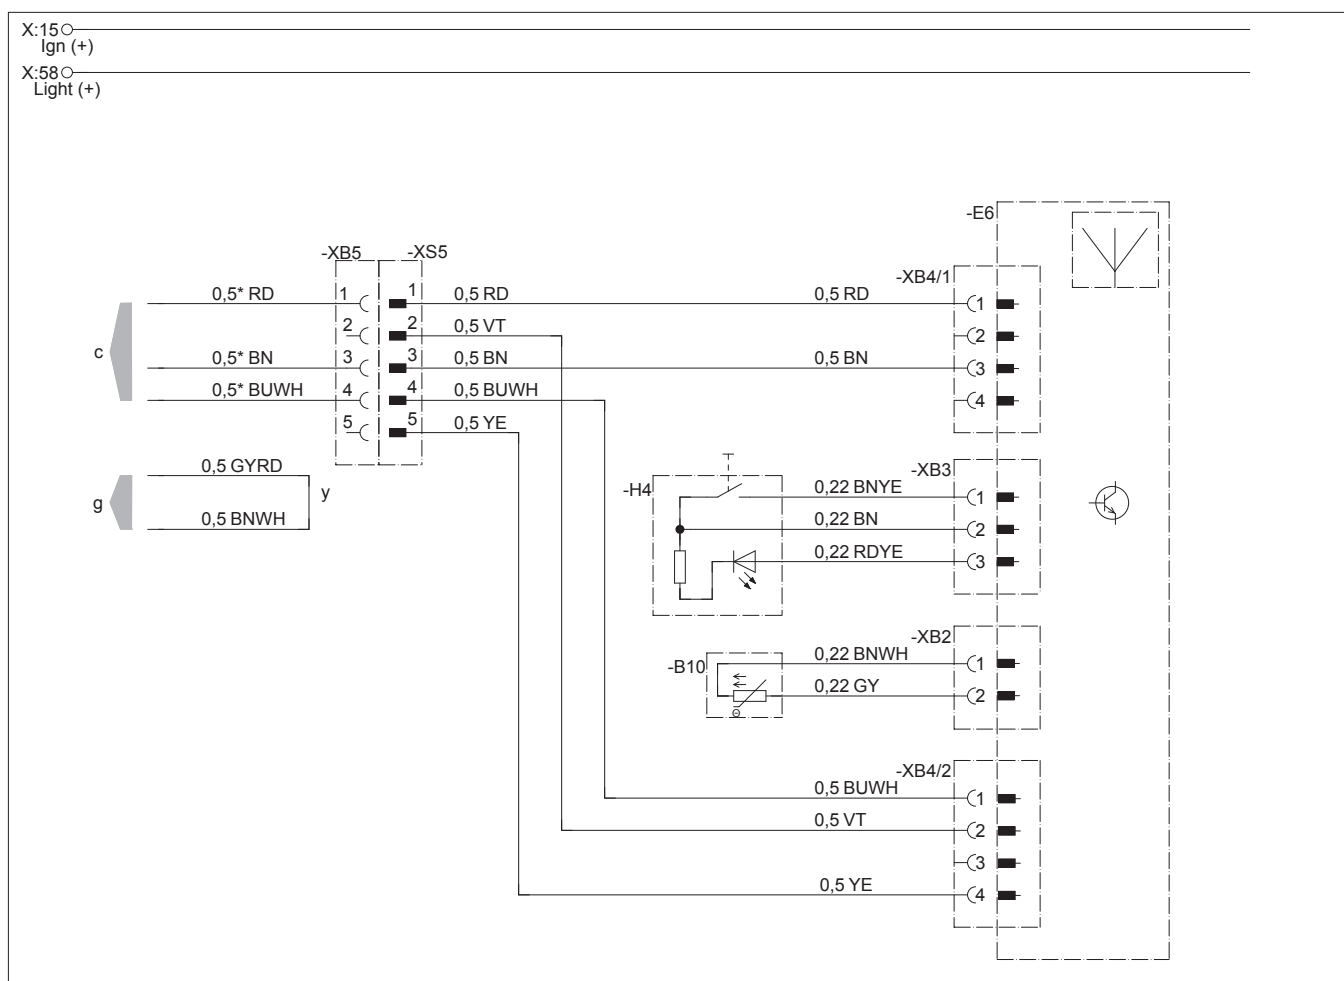 X:15
Ign (+)
X:58
Light (+)
-E6
-XB5 -XS5
-XB4/1
0,5* RD 1 1 0,5 RD 0,5 RD 1
2 2 0,5 VT 2
c 0,5* BN 3 3 0,5 BN 0,5 BN 3
0,5* BUWH 4 4 0,5 BUWH 4
5 5 0,5 YE
0,5 GYRD
g y
0,5 BNWH
-XB3
-H4 0,22 BNYE 1
0,22 BN 2
0,22 RDYE 3
-XB2
-B10 0,22 BNWH 1
0,22 GY 2
Θ
-XB4/2
0,5 BUWH 1
0,5 VT 2
3
0,5 YE 4